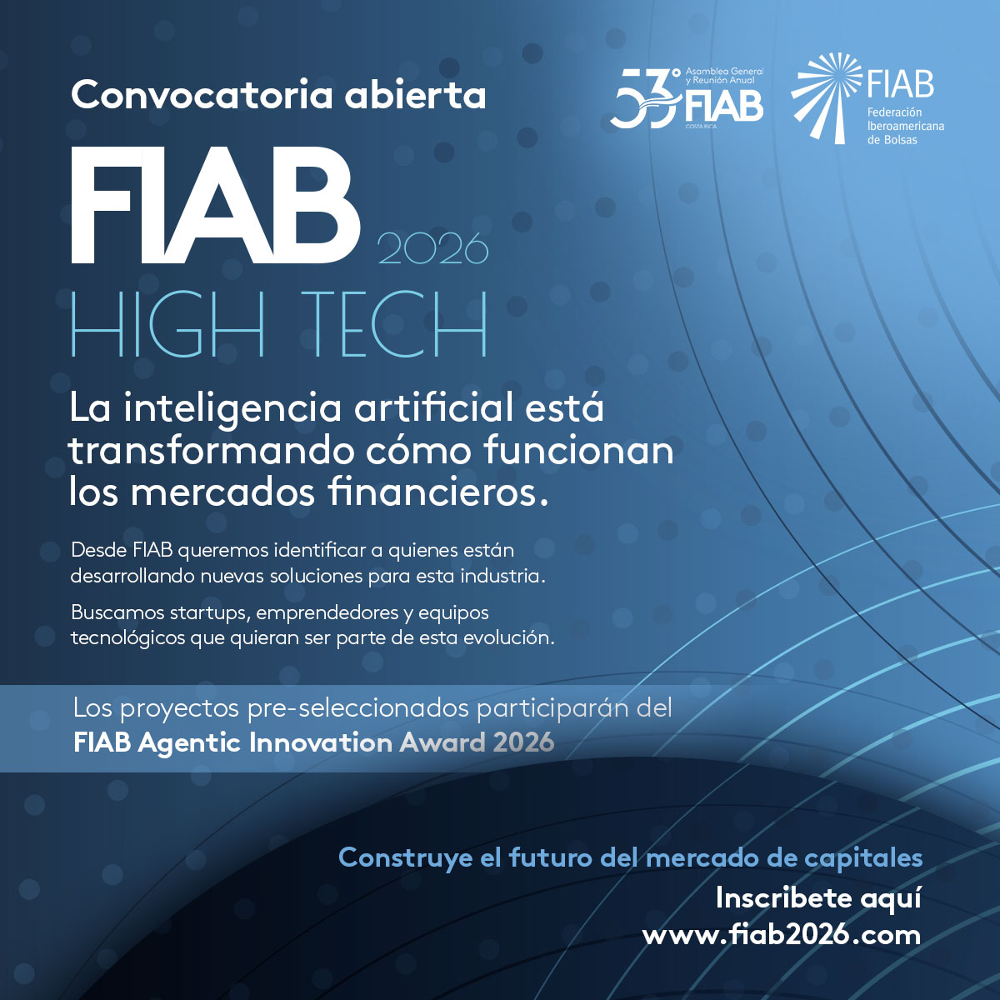 Convocatoria abierta
53° Asamblea General
y Reunión Anual
FIAB
COSTA RICA
FIAB
Federación
Iberoamericana
de Bolsas
FIAB 2026
HIGH TECH
La inteligencia artificial está
transformando cómo funcionan
los mercados financieros.
Desde FIAB queremos identificar a quienes están
desarrollando nuevas soluciones para esta industria.
Buscamos startups, emprendedores y equipos
tecnológicos que quieran ser parte de esta evolución.
Los proyectos pre-seleccionados participarán del
FIAB Agentic Innovation Award 2026
Construye el futuro del mercado de capitales
Inscribete aquí
www.fiab2026.com